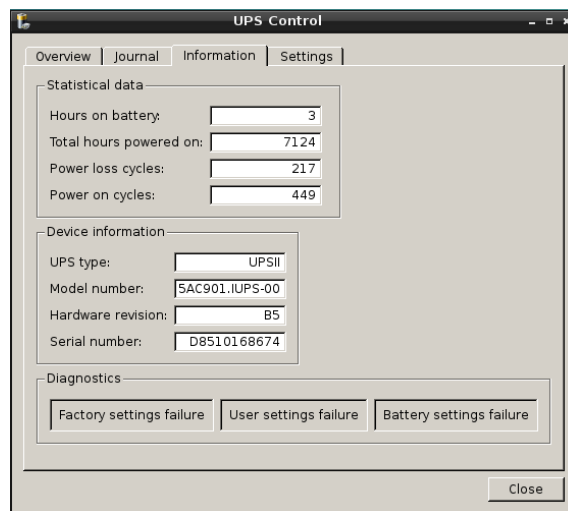 UPS Control
Overview Journal Information Settings
Statistical data
Hours on battery: 3
Total hours powered on: 7124
Power loss cycles: 217
Power on cycles: 449
Device information
UPS type: UPSII
Model number: 5AC901.IUPS-00
Hardware revision: B5
Serial number: D8510168674
Diagnostics
Factory settings failure User settings failure Battery settings failure
Close